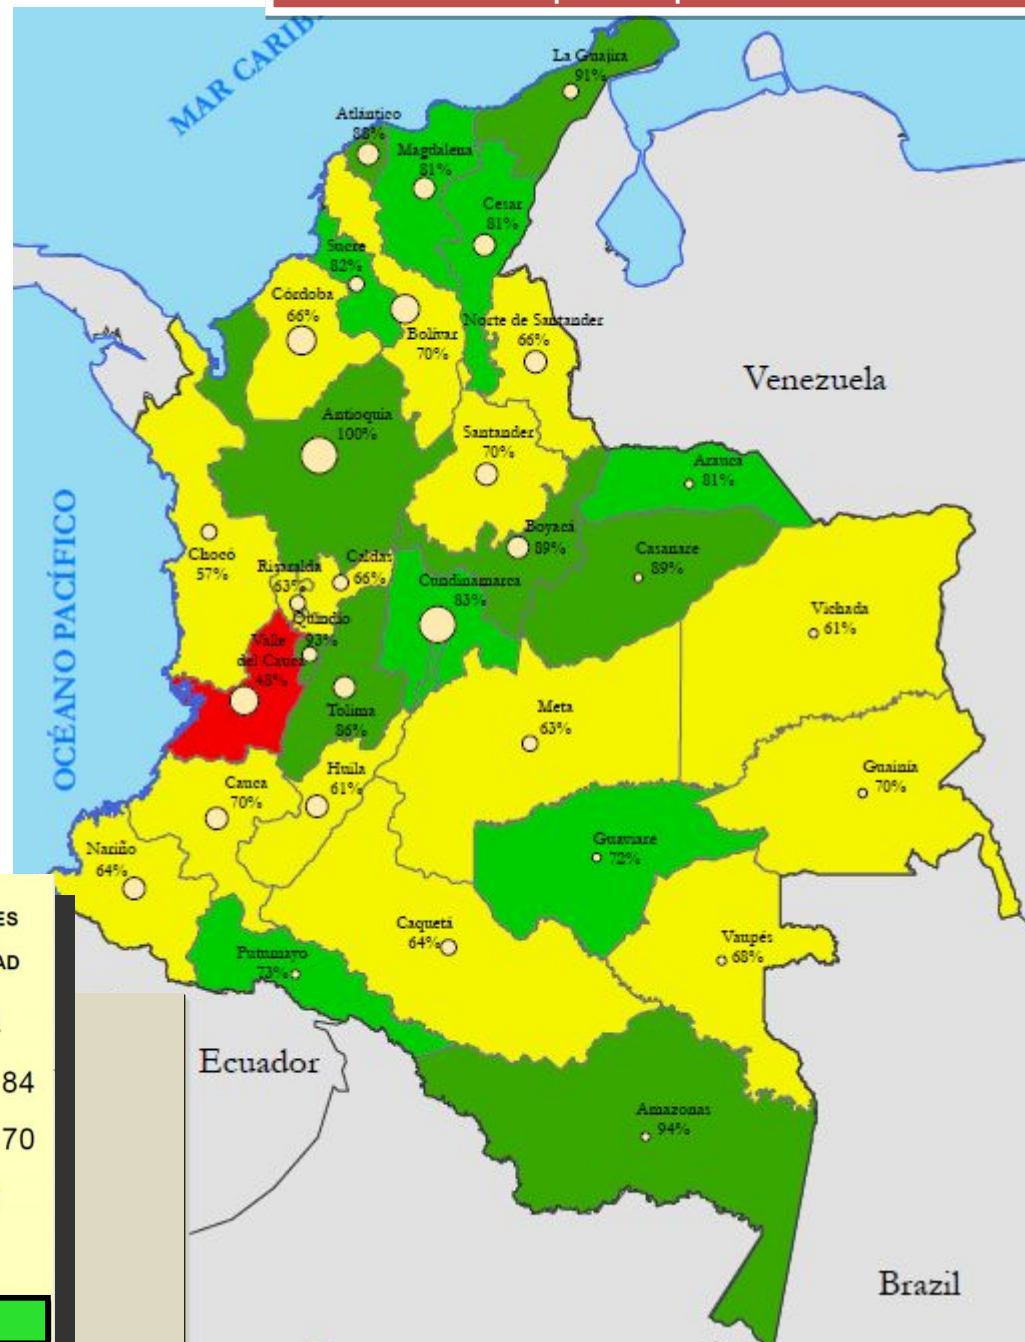 MAR CARIB
La Guajira
91%
Atlántico
88%
Magdalena
81%
Cesar
81%
Sucre
82%
Córdoba
66%
Bolívar
70%
Norte de Santander
66%
Venezuela
Antioquia
100%
Santander
70%
Arauca
81%
OCÉANO PACÍFICO
Chocó
57%
Boyacá
89%
Casanare
89%
Risaralda
63%
Caldas
66%
Cundinamarca
83%
Quindío
93%
Vichada
61%
Valle
del Cauca
48%
Tolima
86%
Meta
63%
Huila
61%
Cauca
70%
Guainía
70%
Nariño
64%
Guaviare
72%
Caquetá
64%
Vaupés
68%
Putumayo
73%
ES
AD
Ecuador
84
70
Amazonas
94%
Brazil